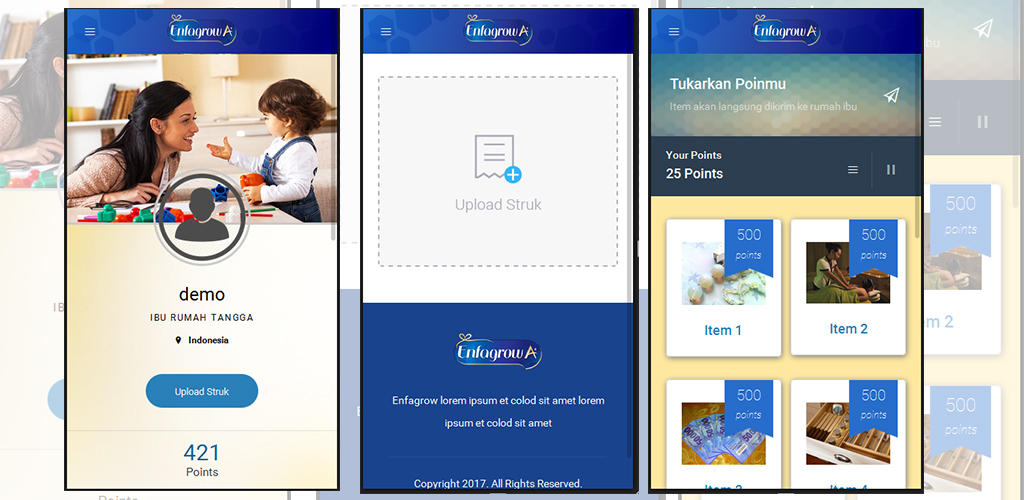 Enfagrow A+
demo
IBU RUMAH TANGGA
Indonesia
Upload Struk
421
Points
Enfagrow A+
Upload Struk
Enfagrow A+
Enfagrow lorem ipsum et colod sit amet lorem
ipsum et colod sit amet
Copyright 2017. All Rights Reserved.
Enfagrow A+
Tukarkan Poinmu
Item akan langsung dikirim ke rumah ibu
Your Points
25 Points
500
points
Item 1
500
points
Item 2
500
points
Item 3
500
points
Item 4
ibu
500
points
m 2
500
points
Points